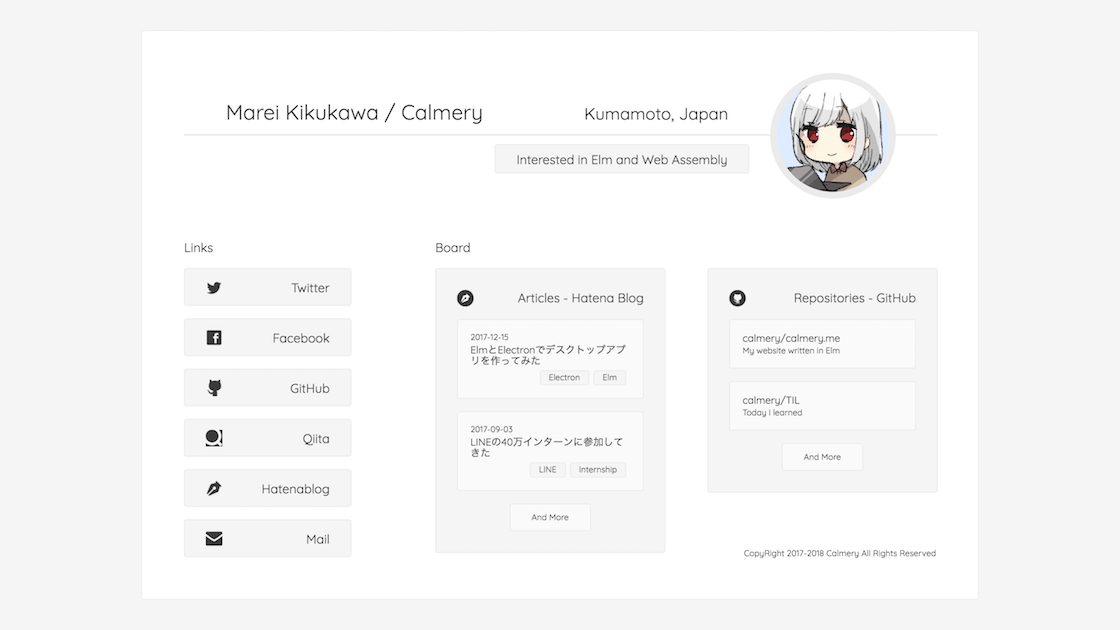 Marei Kikukawa / Calmery
Kumamoto, Japan
Interested in Elm and Web Assembly
Links
Twitter
Facebook
GitHub
Qiita
Hatenablog
Mail
Board
Articles - Hatena Blog
2017-12-15
ElmとElectronでデスクトップアプ
リを作ってみた
Electron
Elm
2017-09-03
LINEの40万インターンに参加して
きた
LINE
Internship
And More
Repositories - GitHub
calmery/calmery.me
My website written in Elm
calmery/TIL
Today I learned
And More
CopyRight 2017-2018 Calmery All Rights Reserved